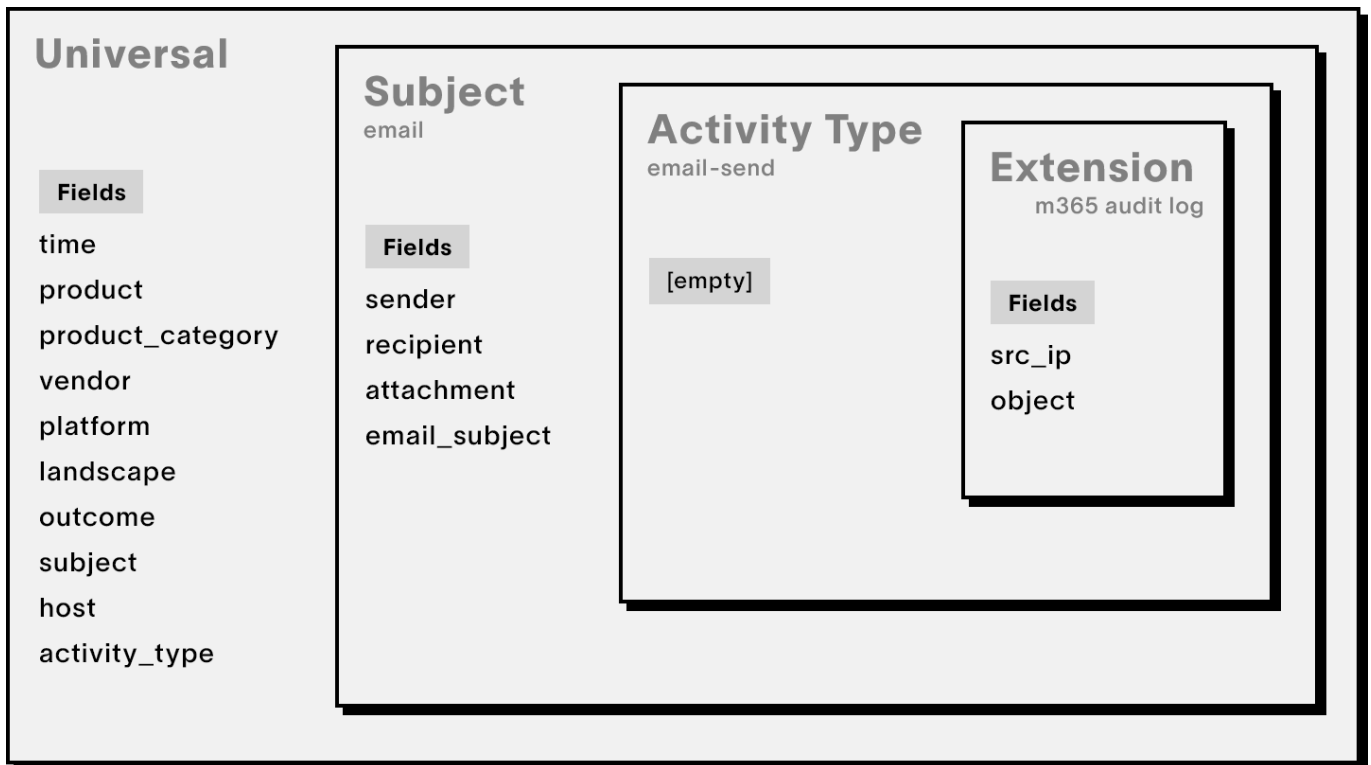 Universal
Fields
time
product
product_category
vendor
platform
landscape
outcome
subject
host
activity_type
Subject
email
Fields
sender
recipient
attachment
email_subject
Activity Type
email-send
[empty]
Extension
m365 audit log
Fields
src_ip
object